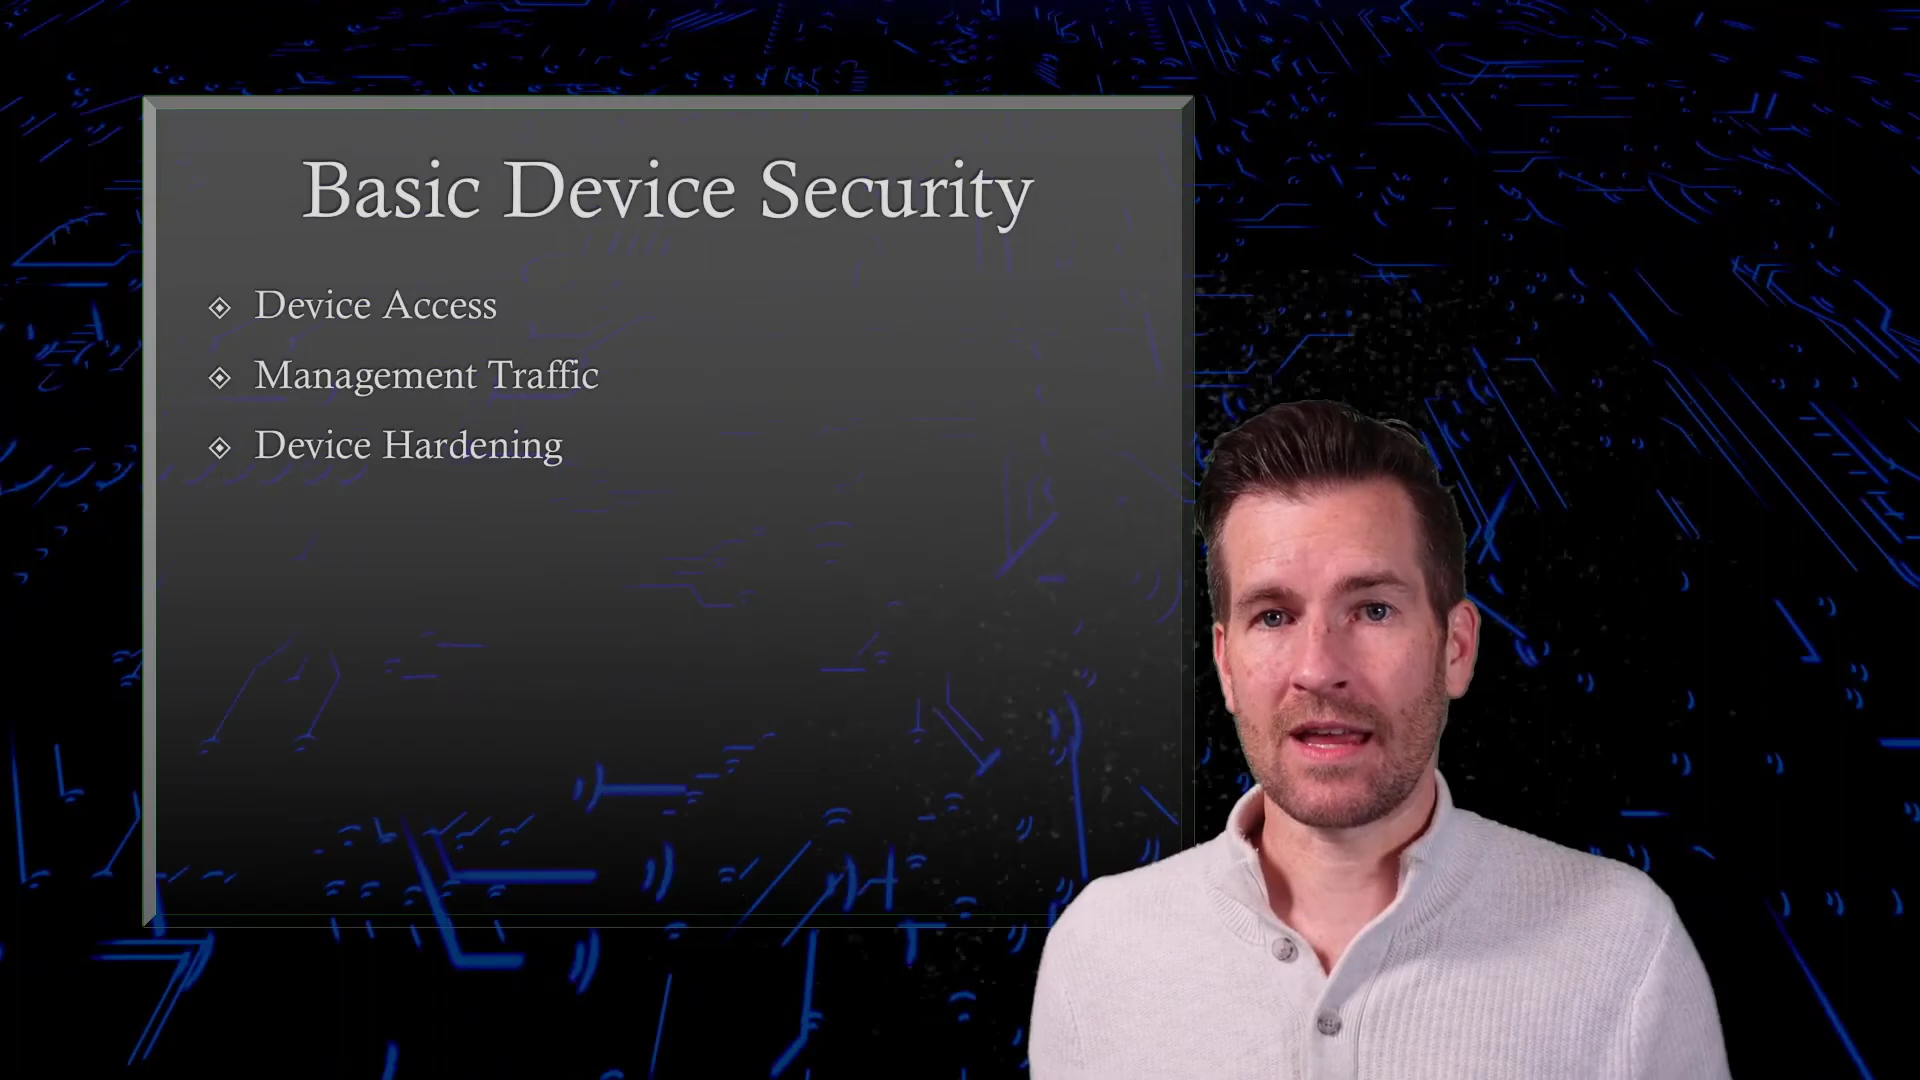 Basic Device Security
Device Access
Management Traffic
Device Hardening